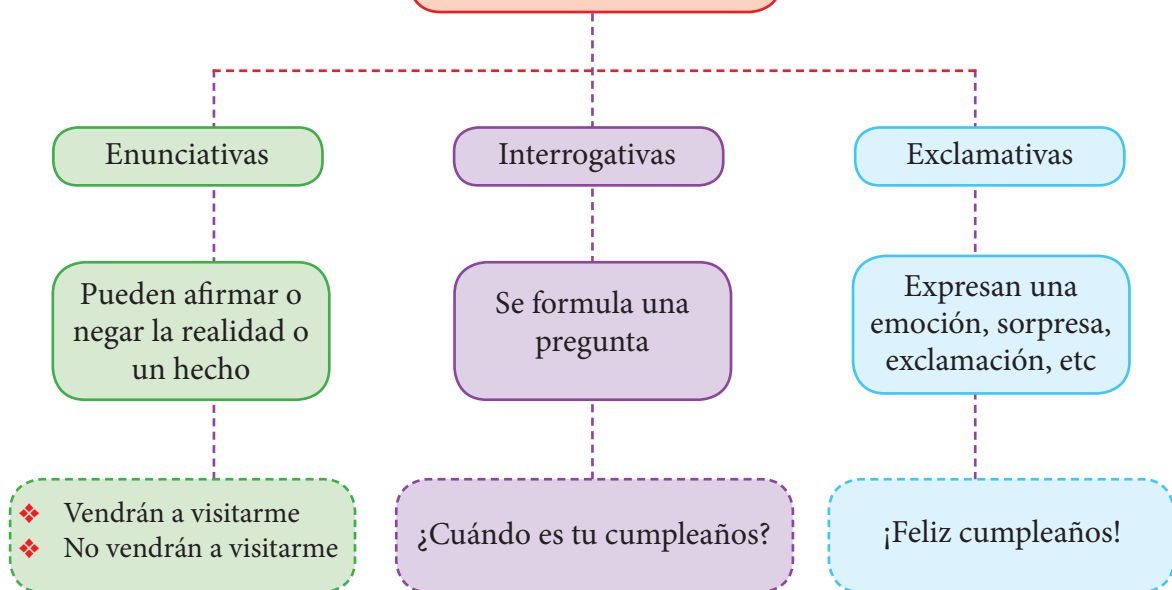 Enunciativas
Interrogativas
Exclamativas
Pueden afirmar o
negar la realidad o
un hecho
Se formula una
pregunta
Expresan una
emoción, sorpresa,
exclamación, etc
❖ Vendrán a visitarme
❖ No vendrán a visitarme
¿Cuándo es tu cumpleaños?
¡Feliz cumpleaños!